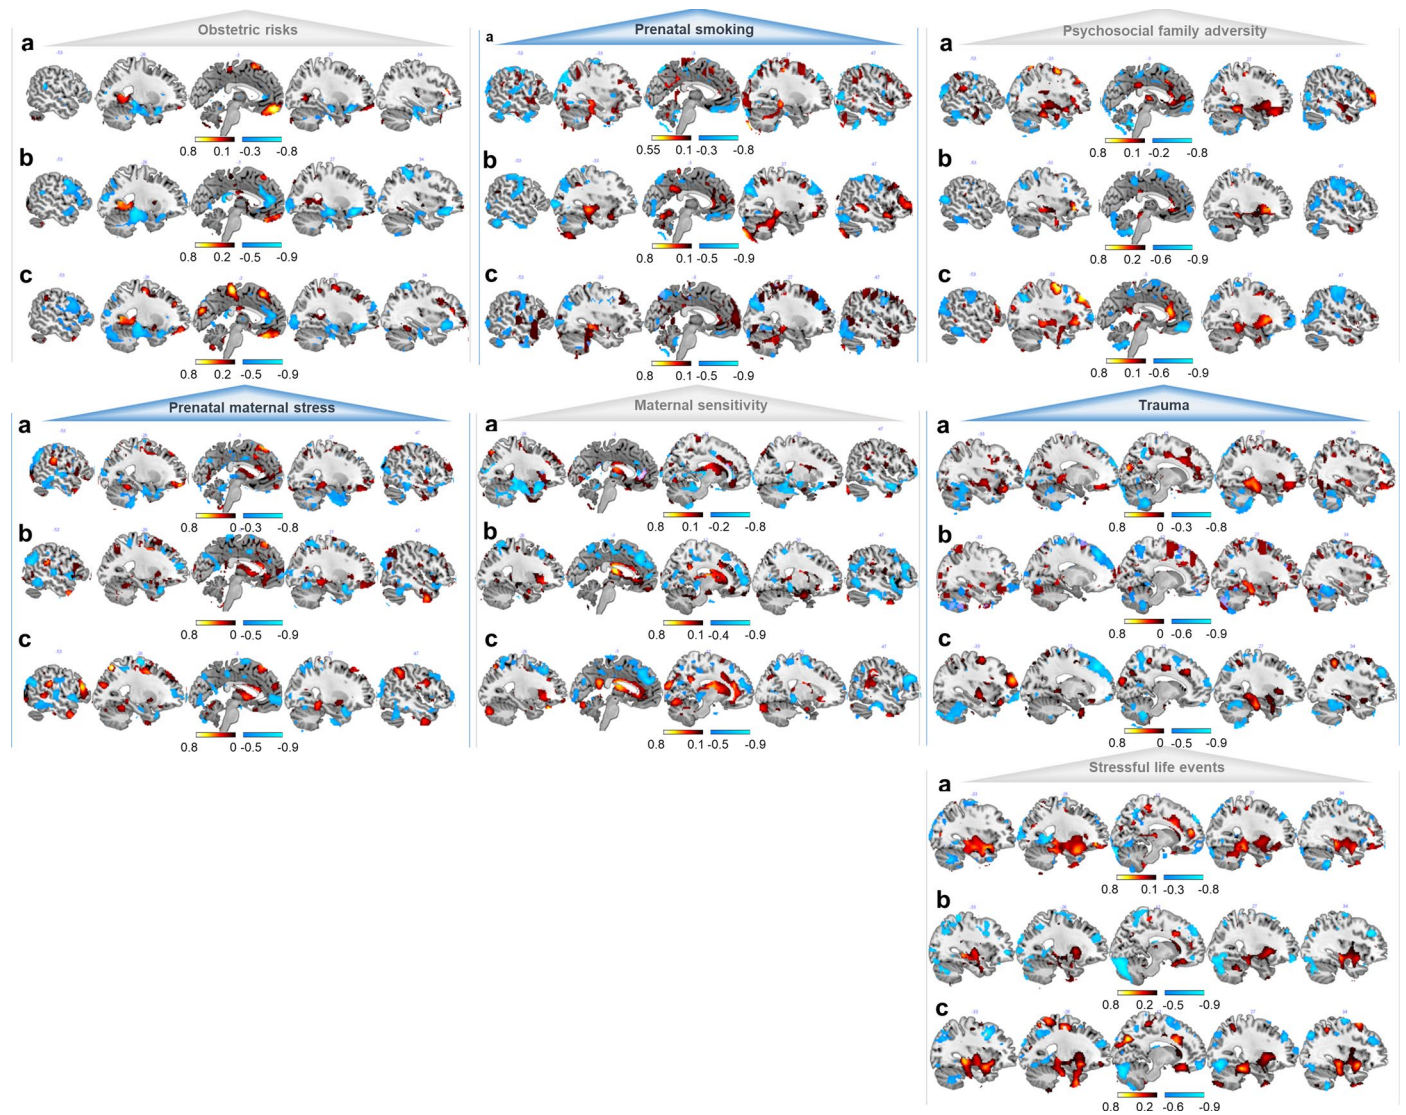 Obstetric risks
a
0.8 0.1 -0.3 -0.8
b
0.8 0.2 -0.5 -0.9
c
0.8 0.2 -0.5 -0.9
Prenatal smoking
a
0.55 0.1 -0.3 -0.8
b
0.8 0.1 -0.5 -0.9
c
0.8 0.1 -0.5 -0.9
Psychosocial family adversity
a
0.8 0.1 -0.2 -0.8
b
0.8 0.2 -0.6 -0.9
c
0.8 0.1 -0.6 -0.9
Prenatal maternal stress
a
0.8 0 -0.3 -0.8
b
0.8 0 -0.5 -0.9
c
0.8 0 -0.5 -0.9
Maternal sensitivity
a
0.8 0.1 -0.2 -0.8
b
0.8 0.1 -0.4 -0.9
c
0.8 0.1 -0.5 -0.9
Trauma
a
0.8 0 -0.3 -0.8
b
0.8 0 -0.6 -0.9
c
0.8 0 -0.5 -0.9
Stressful life events
a
0.8 0.1 -0.3 -0.8
b
0.8 0.2 -0.5 -0.9
c
0.8 0.2 -0.6 -0.9